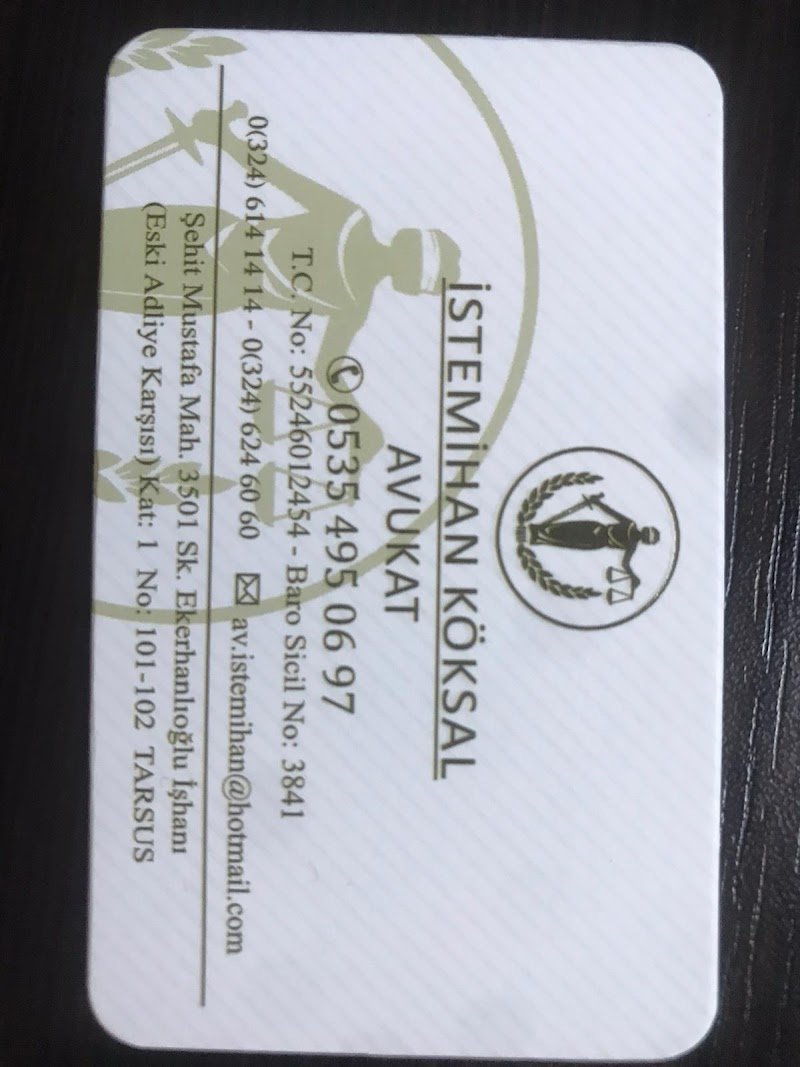 İSTEMİHAN KÖKSAL
AVUKAT
0535 495 06 97
T.C. No: 55246012454 - Baro Sicil No: 3841
0(324) 614 14 14 - 0(324) 624 60 60 av.istemihan@hotmail.com
Şehit Mustafa Mah. 3501 Sk. Ekerhanlıoğlu İşhanı
(Eski Adliye Karşısı) Kat: 1 No: 101-102 TARSUS